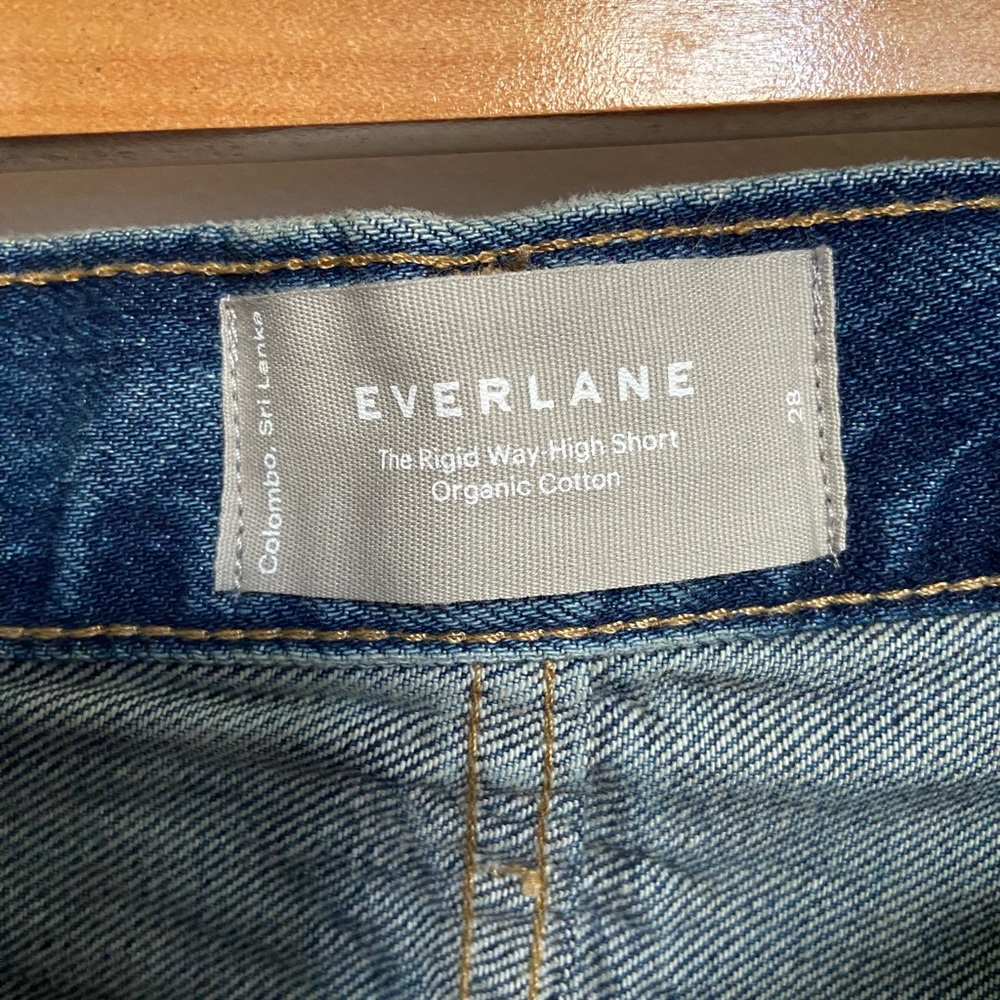 EVERLANE
The Rigid Way-High Short
Organic Cotton
Colombo, Sri Lanka
28